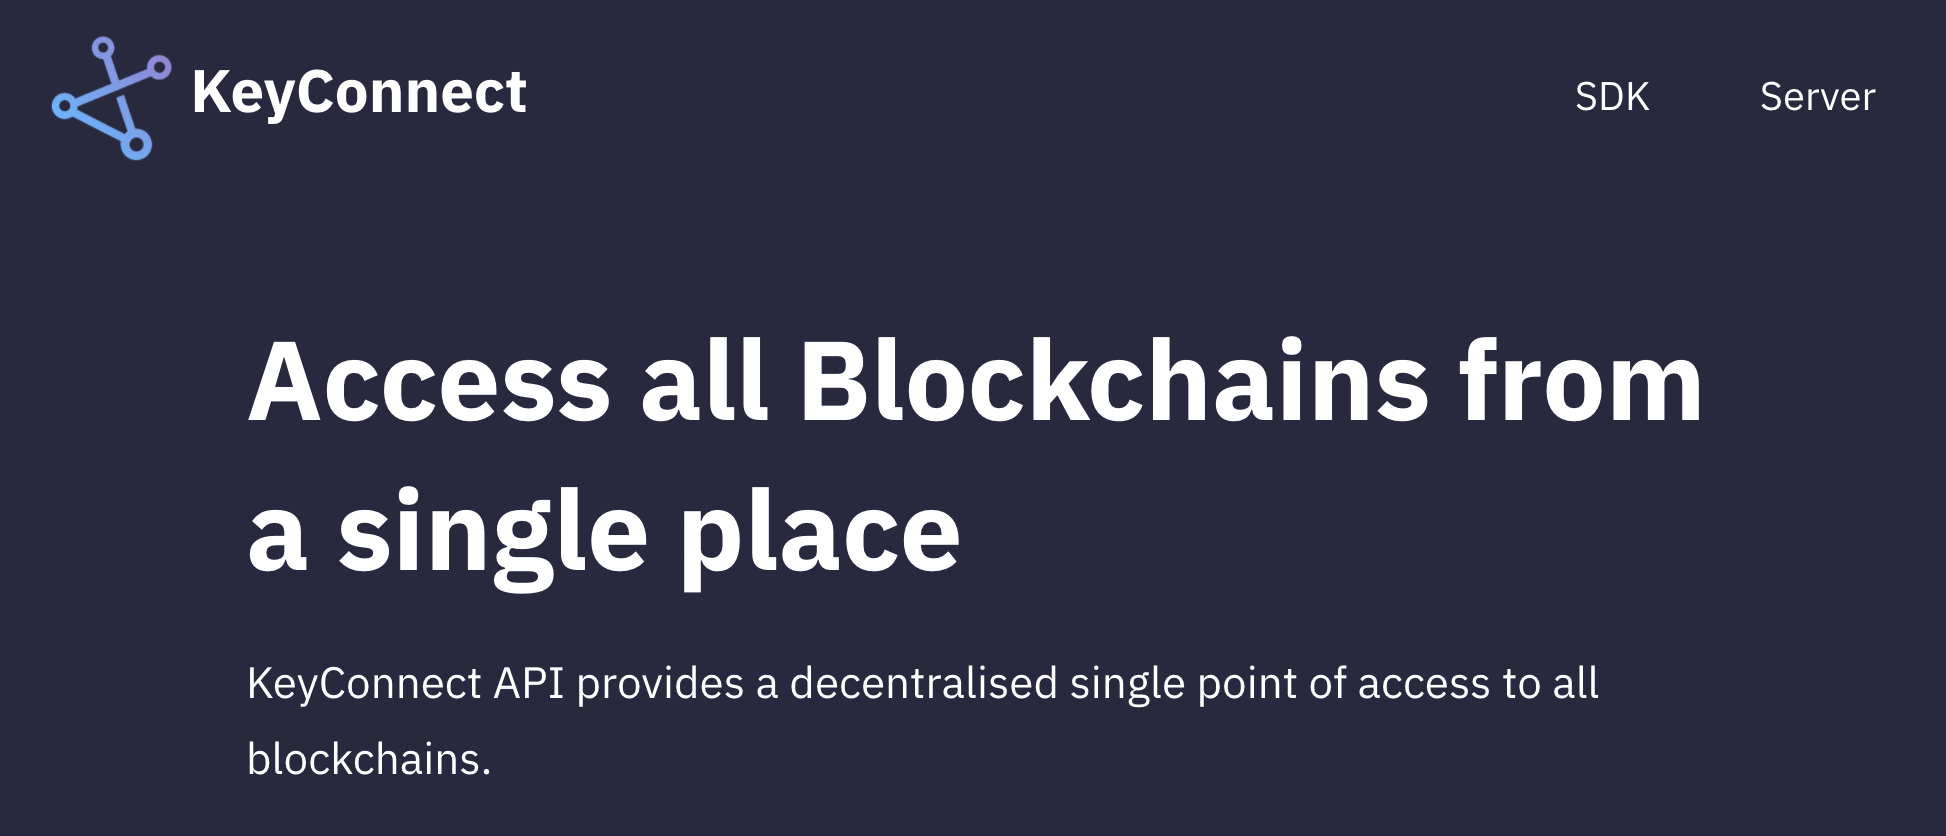 KeyConnect
SDK
Server
Access all Blockchains from
a single place
KeyConnect API provides a decentralised single point of access to all
blockchains.